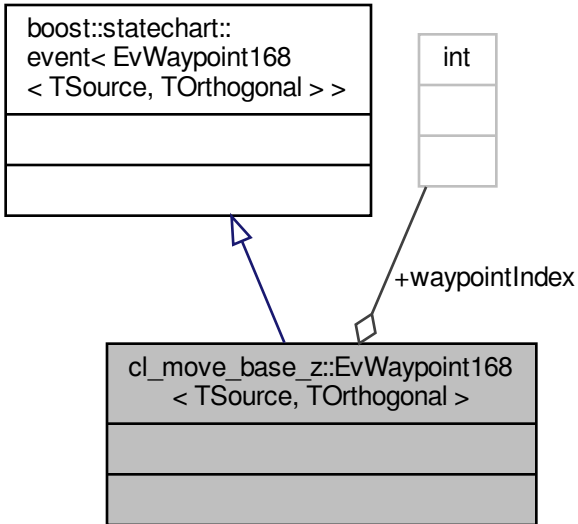 boost::statechart::
event< EvWaypoint168
< TSource, TOrthogonal > >
int
+waypointIndex
cl_move_base_z::EvWaypoint168
< TSource, TOrthogonal >